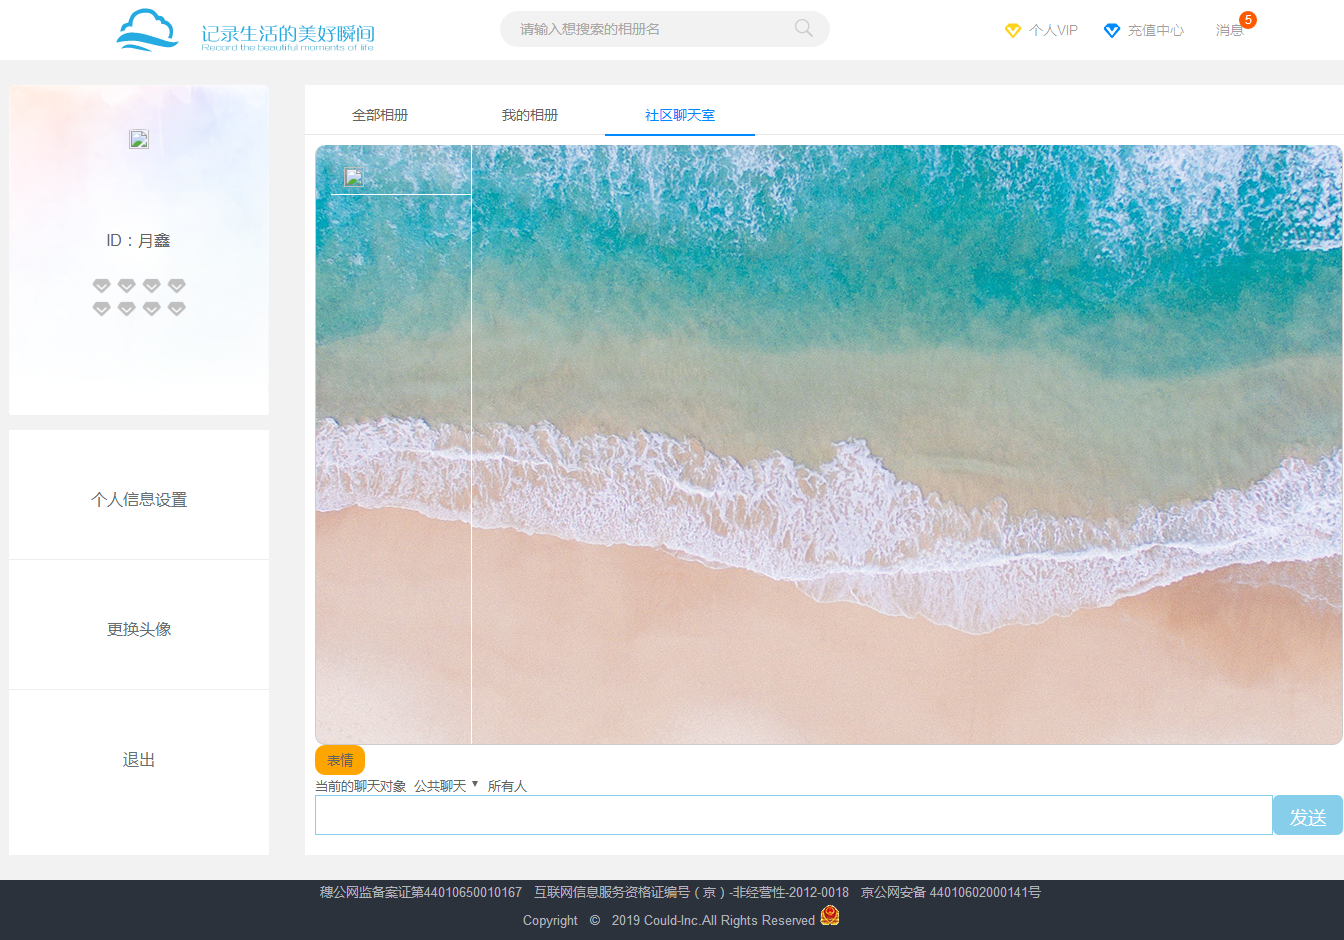 记录生活的美好瞬间
Record the beautiful moments of life
请输入想搜索的相册名
个人VIP
充值中心
消息
5
ID：月鑫
个人信息设置
更换头像
退出
全部相册
我的相册
社区聊天室
表情
当前的聊天对象 公共聊天 ▼ 所有人
发送
穗公网监备案证第44010650010167 互联网信息服务资格证编号（京）-非经营性-2012-0018 京公网安备 44010602000141号
Copyright © 2019 Could-Inc.All Rights Reserved